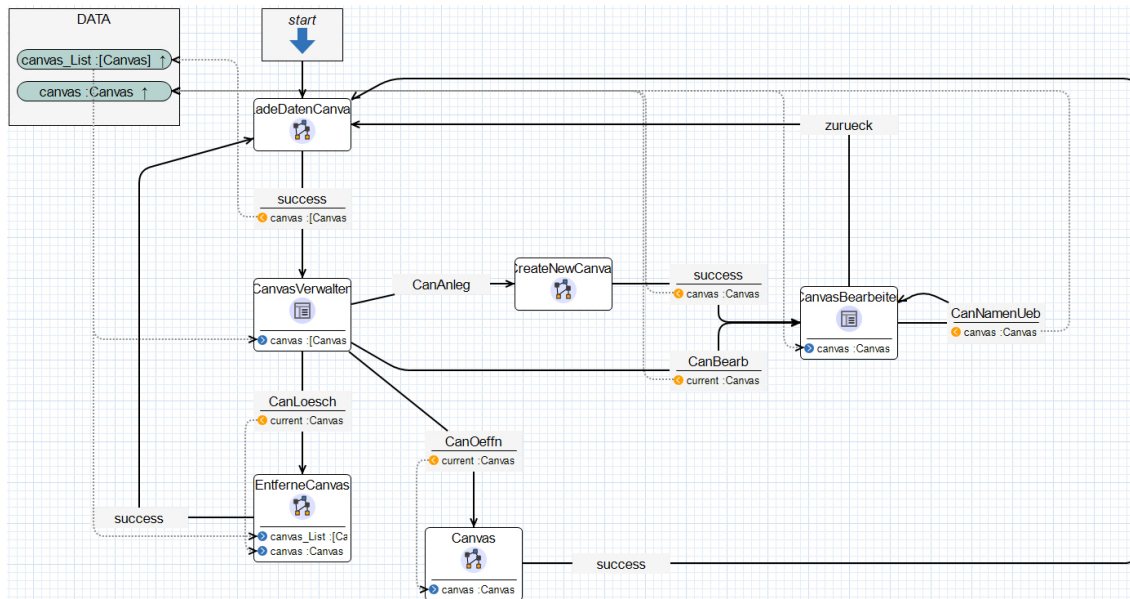 DATA
canvas_List :[Canvas] ↑
canvas :Canvas ↑
start
adeDatenCanva
zurueck
success
canvas :[Canvas
CanvasVerwalten
canvas :[Canvas
CanAnleg
CreateNewCanva
success
canvas :Canvas
CanvasBearbeite
canvas :Canvas
CanNamenUeb
canvas :Canvas
CanBearb
current :Canvas
CanLoesch
current :Canvas
CanOeffn
current :Canvas
EntferneCanvas
canvas_List :[Ca
canvas :Canvas
success
Canvas
canvas :Canvas
success